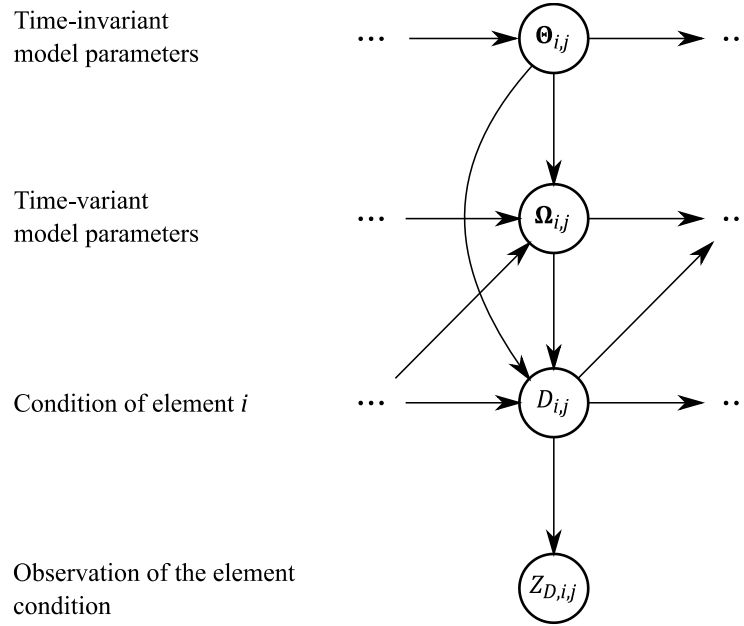 Time-invariant
model parameters
... Θi,j ..
Time-variant
model parameters
... Ωi,j ..
Condition of element i
... Di,j ..
Observation of the element
condition
ZD,i,j